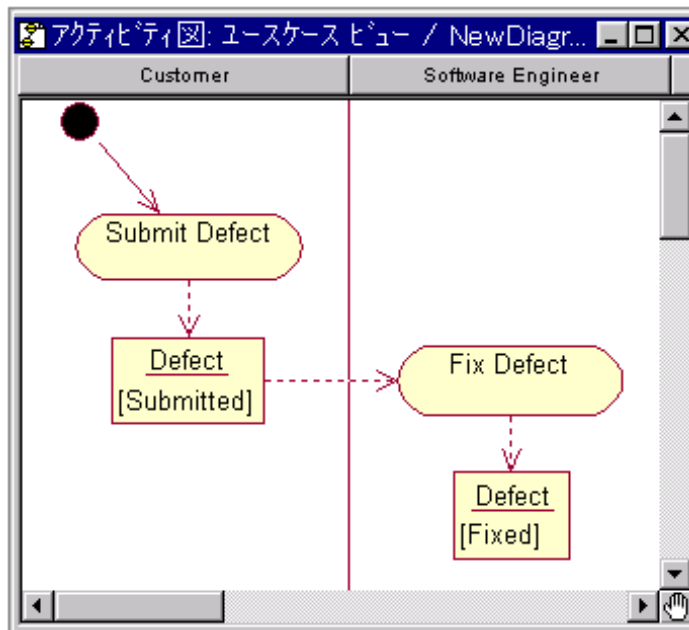 アクティビティ図: ユースケース ビュー / NewDiagr...
Customer
Software Engineer
Submit Defect
Defect
[Submitted]
Fix Defect
Defect
[Fixed]